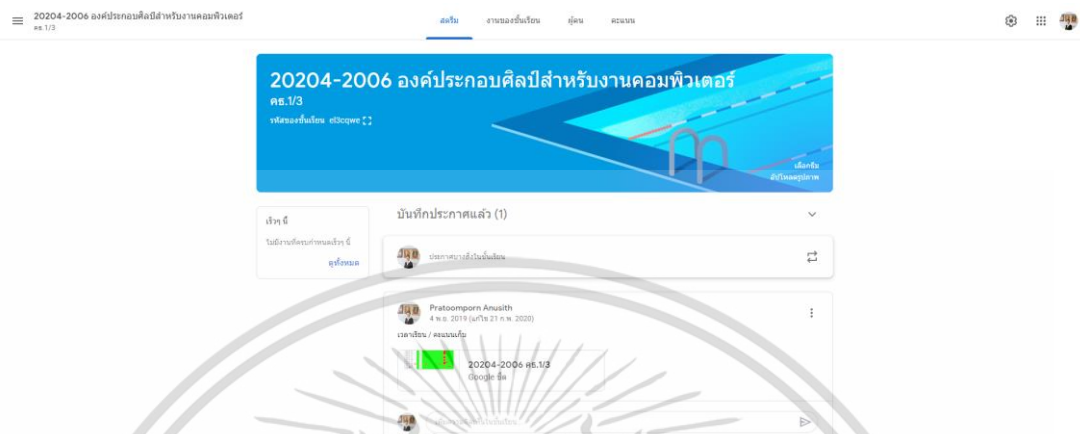 20204-2006 องค์ประกอบศิลป์สำหรับงานคอมพิวเตอร์
คธ.1/3
สตรีม งานของชั้นเรียน ผู้คน คะแนน
20204-2006 องค์ประกอบศิลป์สำหรับงานคอมพิวเตอร์
คธ.1/3
รหัสของชั้นเรียน el3cqwe
เลือกธีม
อัปโหลดรูปภาพ
เร็วๆ นี้
ไม่มีงานที่ครบกำหนดเร็วๆ นี้
ดูทั้งหมด
บันทึกประกาศแล้ว (1)
ประกาศบางสิ่งในชั้นเรียน
Pratoomporn Anusith
4 พ.ย. 2019 (แก้ไข 21 ก.พ. 2020)
เวลาเรียน / คะแนนเก็บ
20204-2006 คธ.1/3
Google ชีต